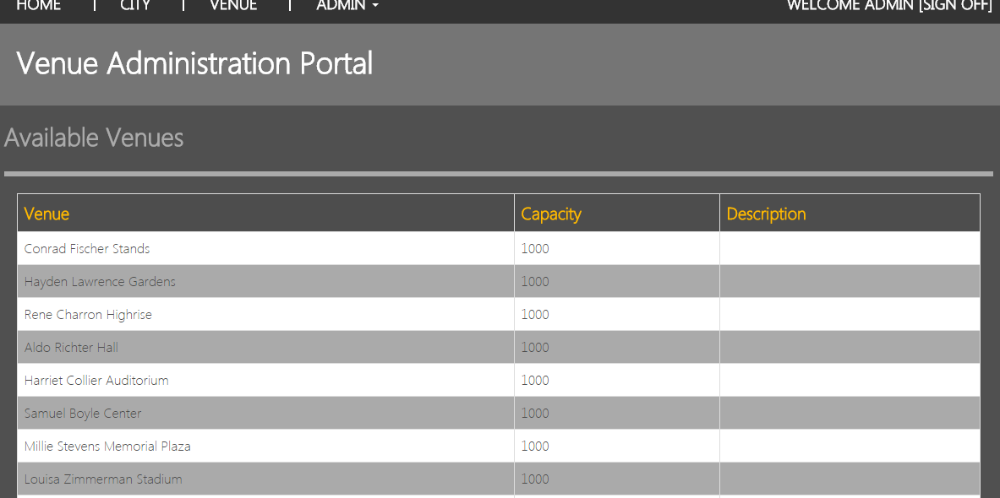 HOME | CITY | VENUE | ADMIN WELCOME ADMIN [SIGN OFF]
Venue Administration Portal
Available Venues
Venue Capacity Description
Conrad Fischer Stands 1000
Hayden Lawrence Gardens 1000
Rene Charron Highrise 1000
Aldo Richter Hall 1000
Harriet Collier Auditorium 1000
Samuel Boyle Center 1000
Millie Stevens Memorial Plaza 1000
Louisa Zimmerman Stadium 1000